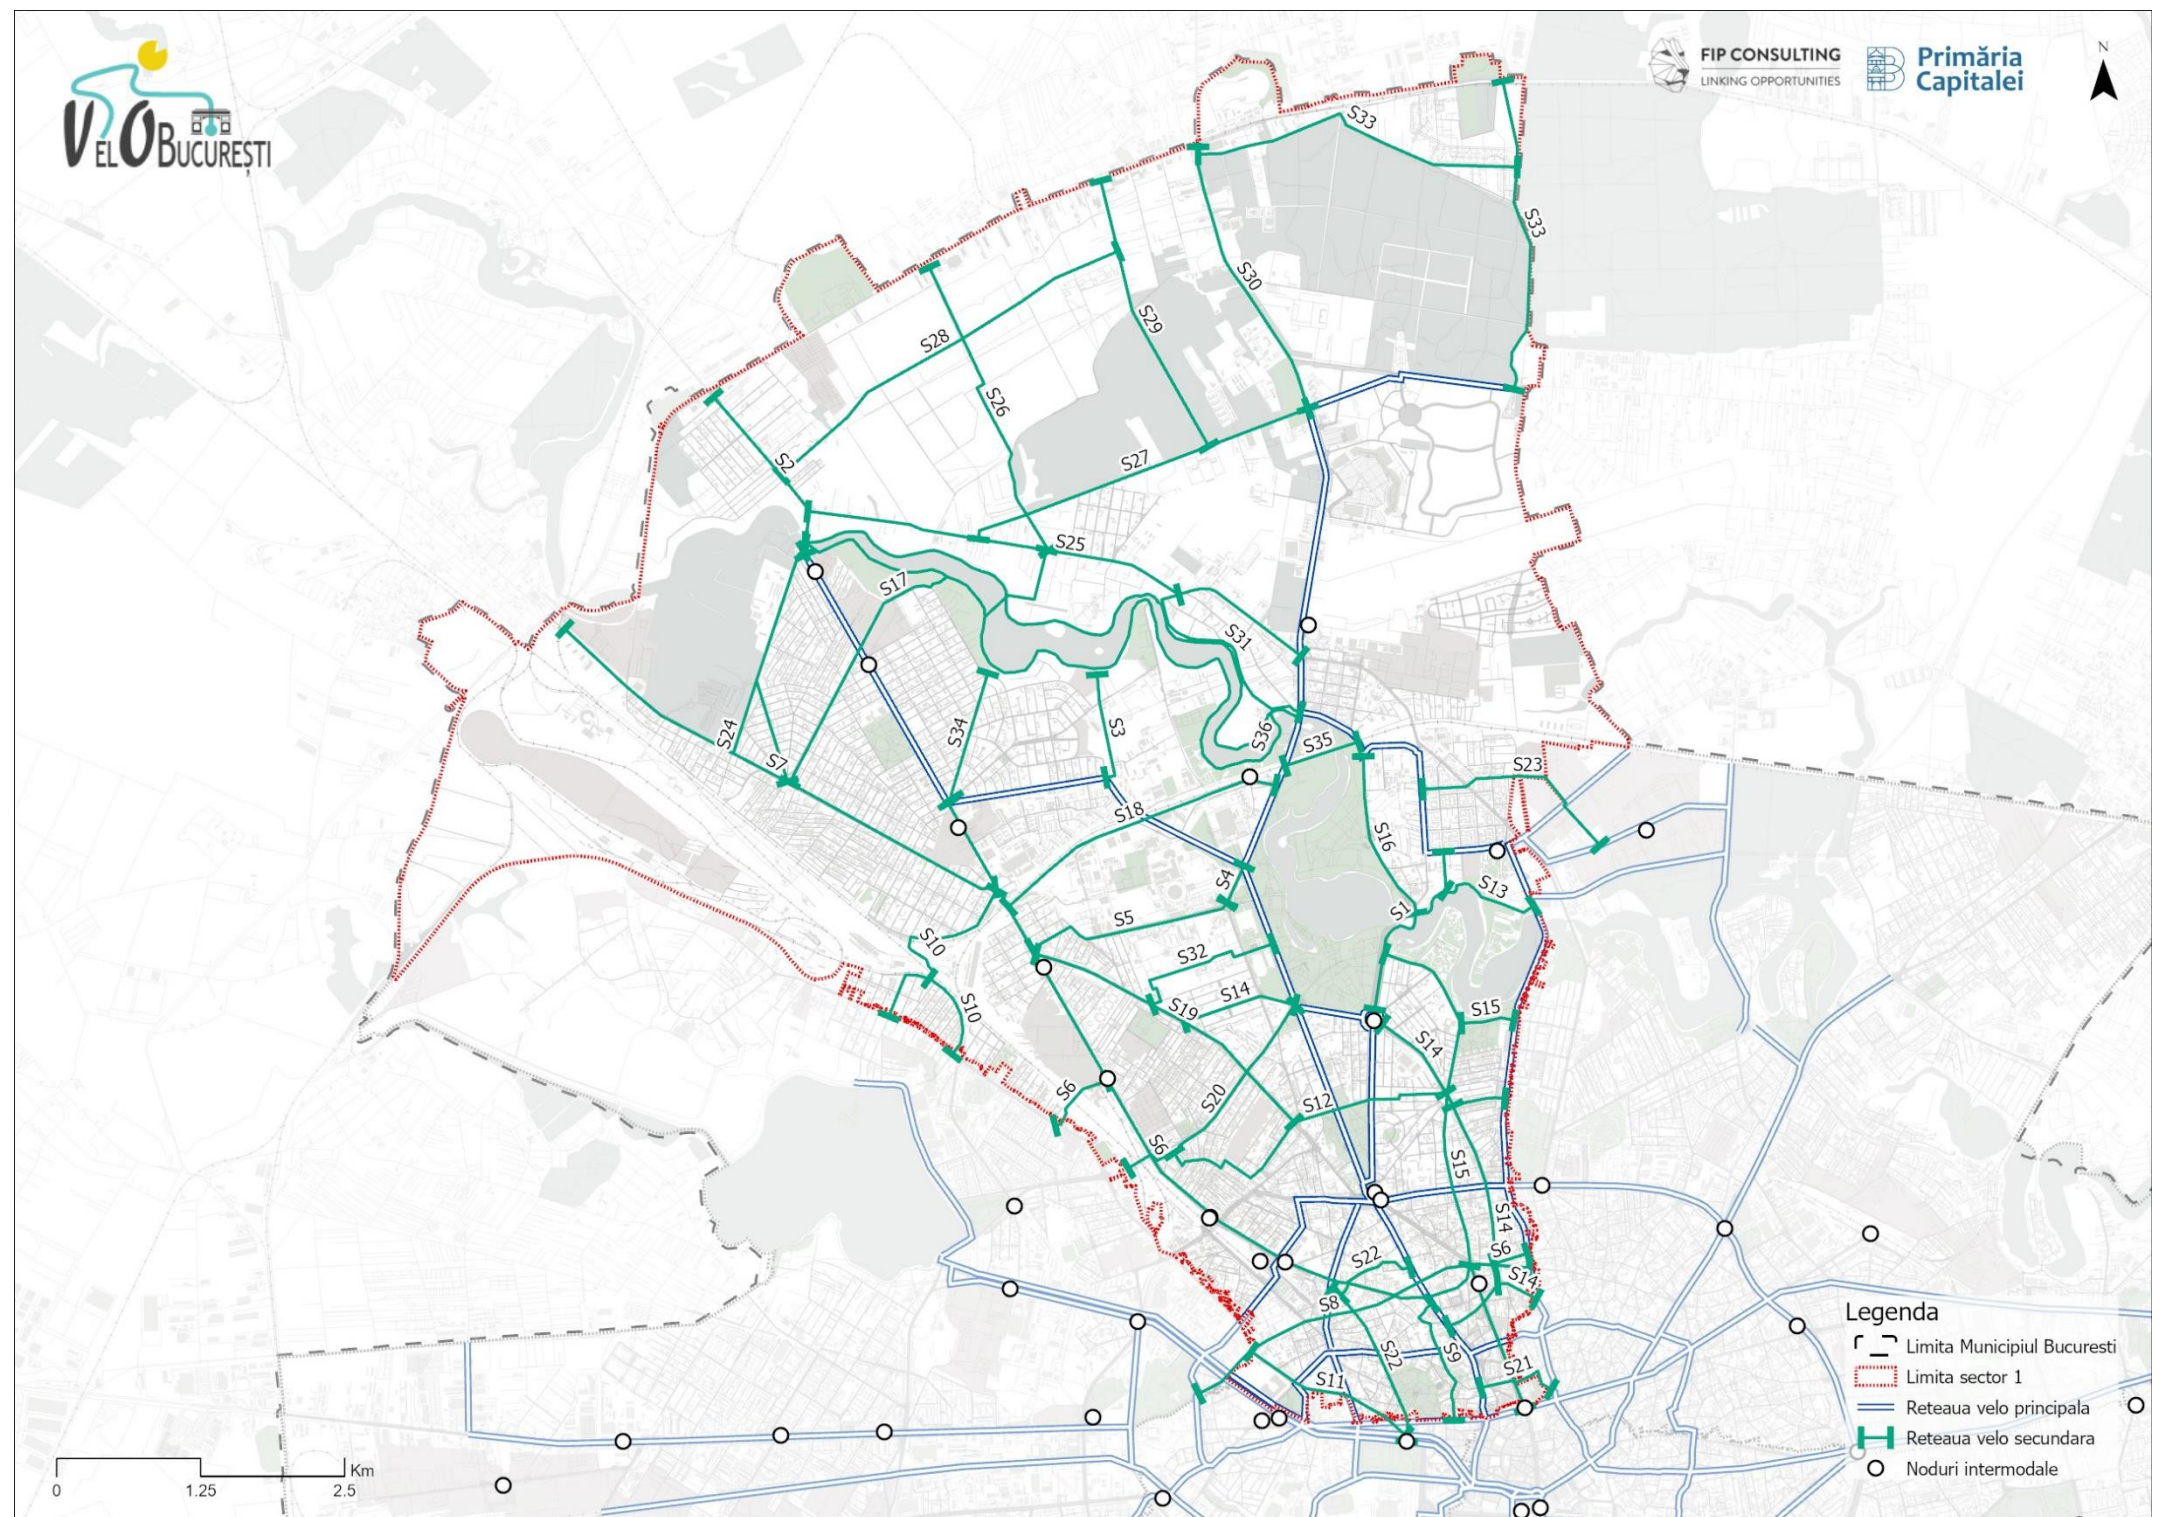 VELO BUCUREȘTI
FIP CONSULTING
LINKING OPPORTUNITIES
Primăria
Capitalei
N
S33
S33
S30
S29
S28
S26
S2
S27
S25
S17
S31
S34
S3
S36
S35
S24
S7
S18
S23
S16
S4
S13
S1
S5
S10
S32
S14
S19
S10
S15
S14
S6
S20
S12
S6
S15
S14
S6
S22
S14
S8
S22
S9
S21
S11
Legenda
Limita Municipiul Bucuresti
Limita sector 1
Reteaua velo principala
Reteaua velo secundara
Noduri intermodale
Km
0 1.25 2.5